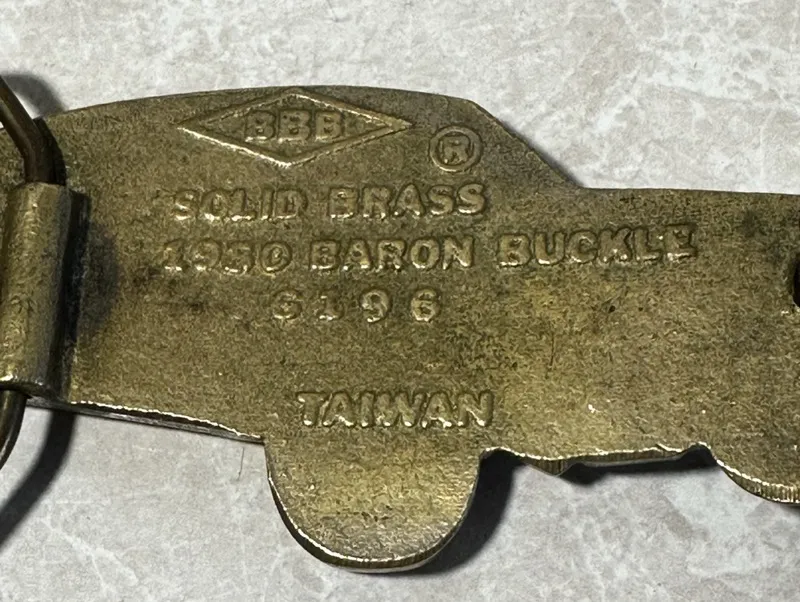 BBB
®
SOLID BRASS
1980 BARON BUCKLE
6196
TAIWAN